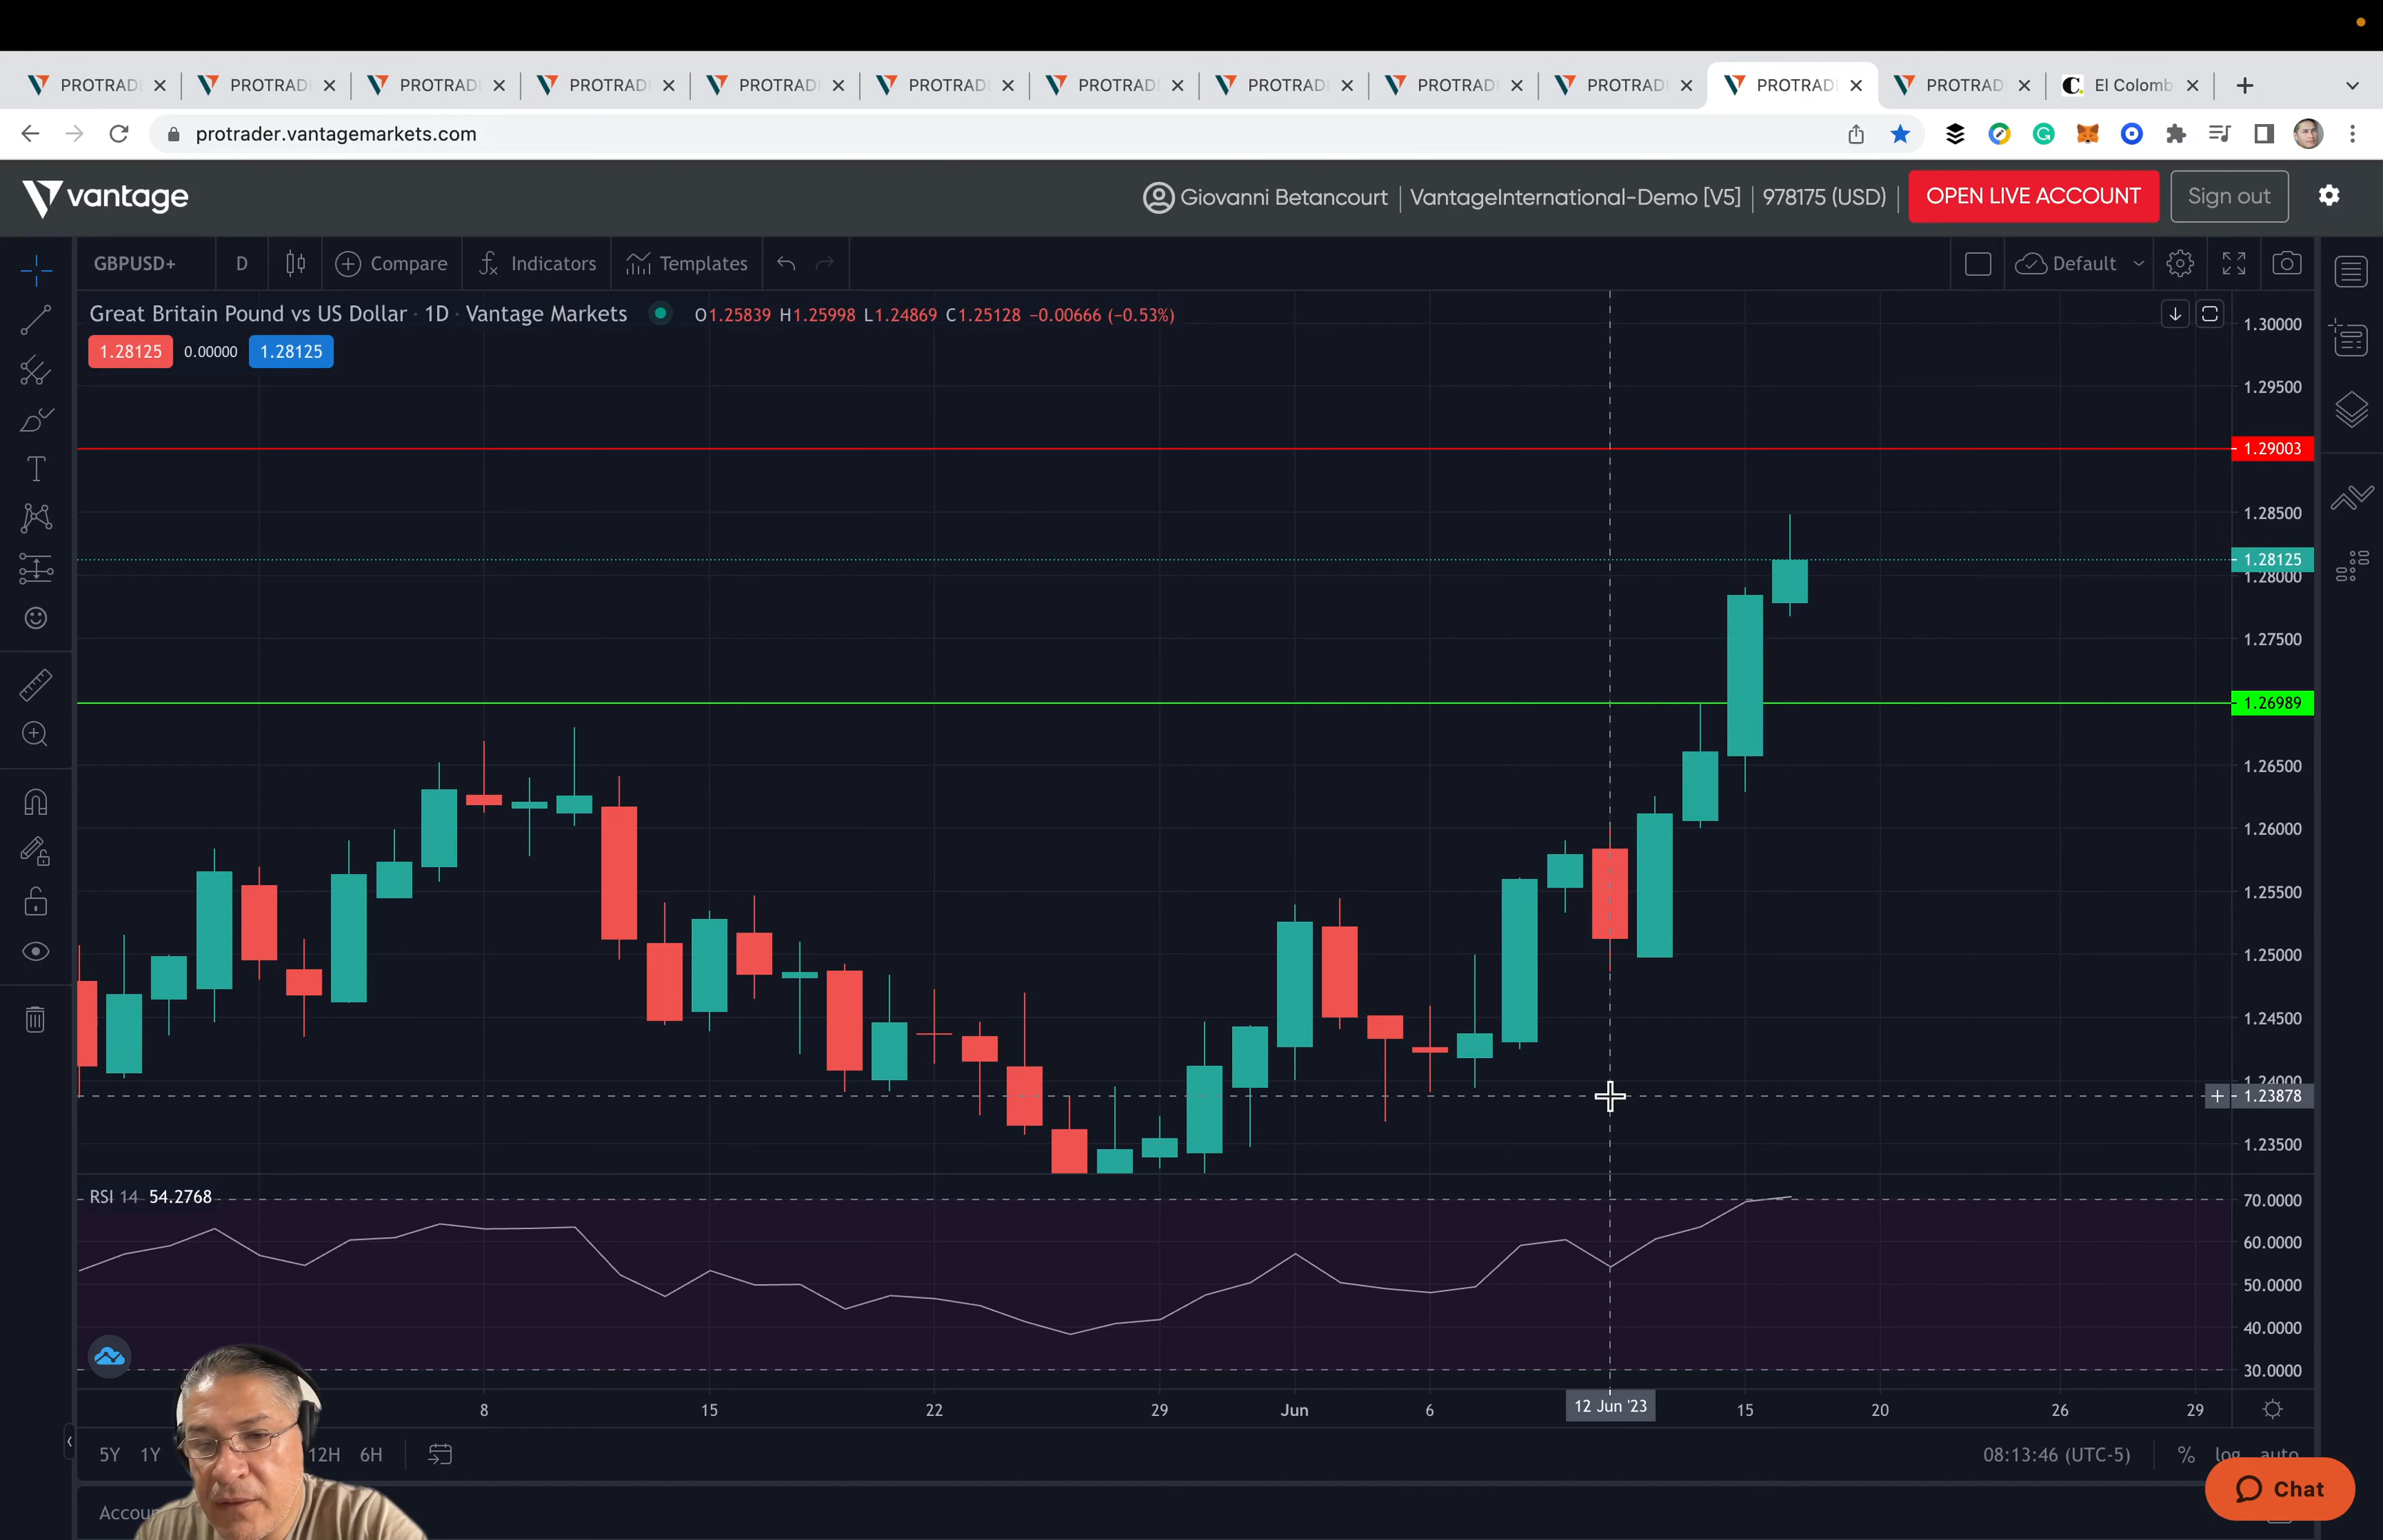 PROTRAD PROTRAD PROTRAD PROTRAD PROTRAD PROTRAD PROTRAD PROTRAD PROTRAD PROTRAD PROTRAD PROTRAD El Colomb
protrader.vantagemarkets.com
vantage Giovanni Betancourt VantageInternational-Demo [V5] 978175 (USD) OPEN LIVE ACCOUNT Sign out
GBPUSD+ D Compare Indicators Templates Default
Great Britain Pound vs US Dollar · 1D · Vantage Markets O1.25839 H1.25998 L1.24869 C1.25128 −0.00666 (−0.53%)
1.28125 0.00000 1.28125
1.30000
1.29500
1.29003
1.28500
1.28125
1.28000
1.27500
1.26989
1.26500
1.26000
1.25500
1.25000
1.24500
1.24000
1.23878
1.23500
RSI 14 54.2768
70.0000
60.0000
50.0000
40.0000
30.0000
8 15 22 29 Jun 6 12 Jun '23 15 20 26 29
5Y 1Y 12H 6H 08:13:46 (UTC-5) % log auto
Chat
Accou